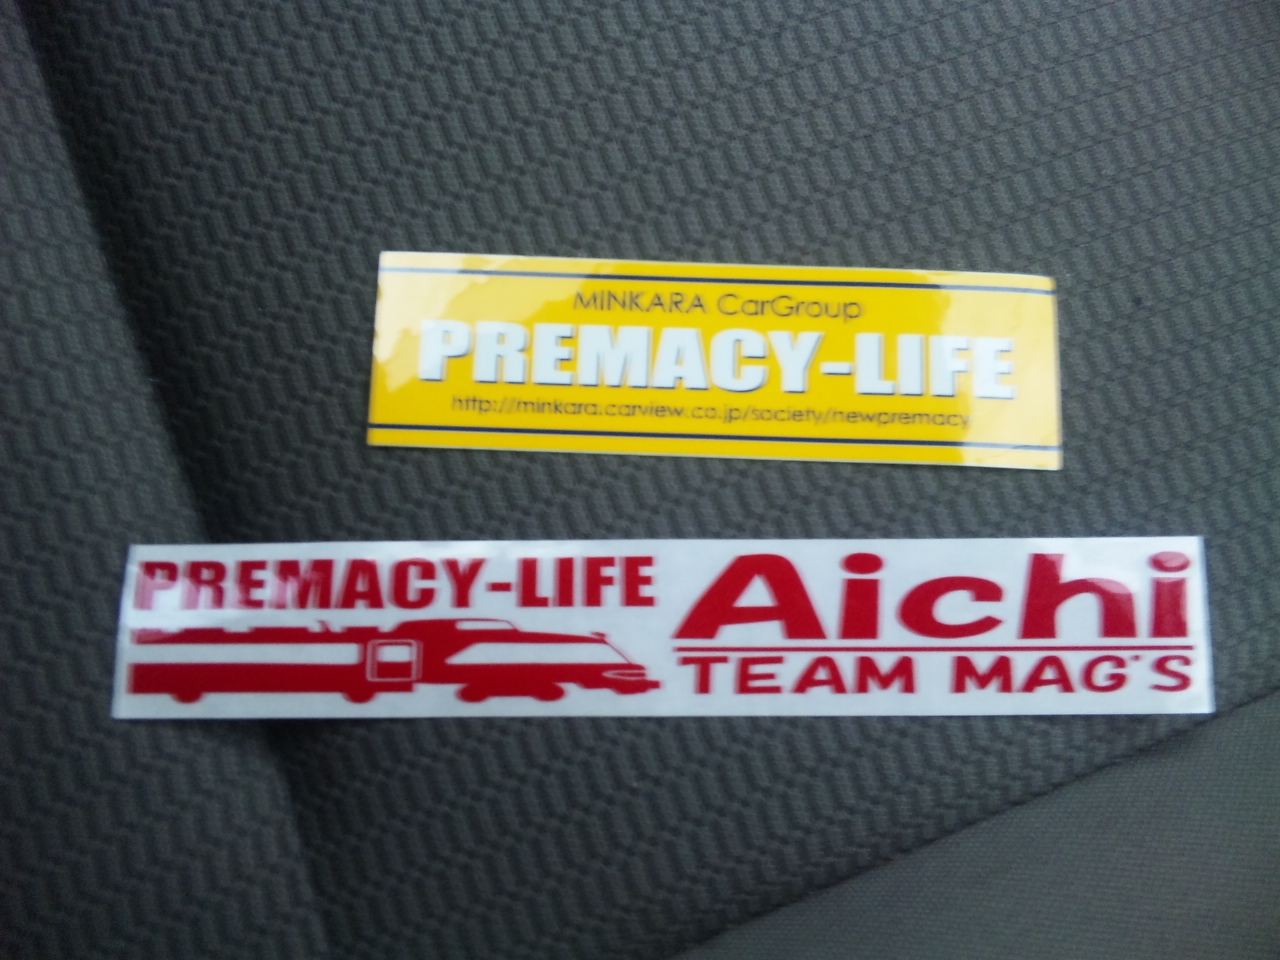 MINKARA CarGroup
PREMACY-LIFE
http://minkara.carview.co.jp/society/newpremacy
PREMACY-LIFE
Aichi
TEAM MAG'S